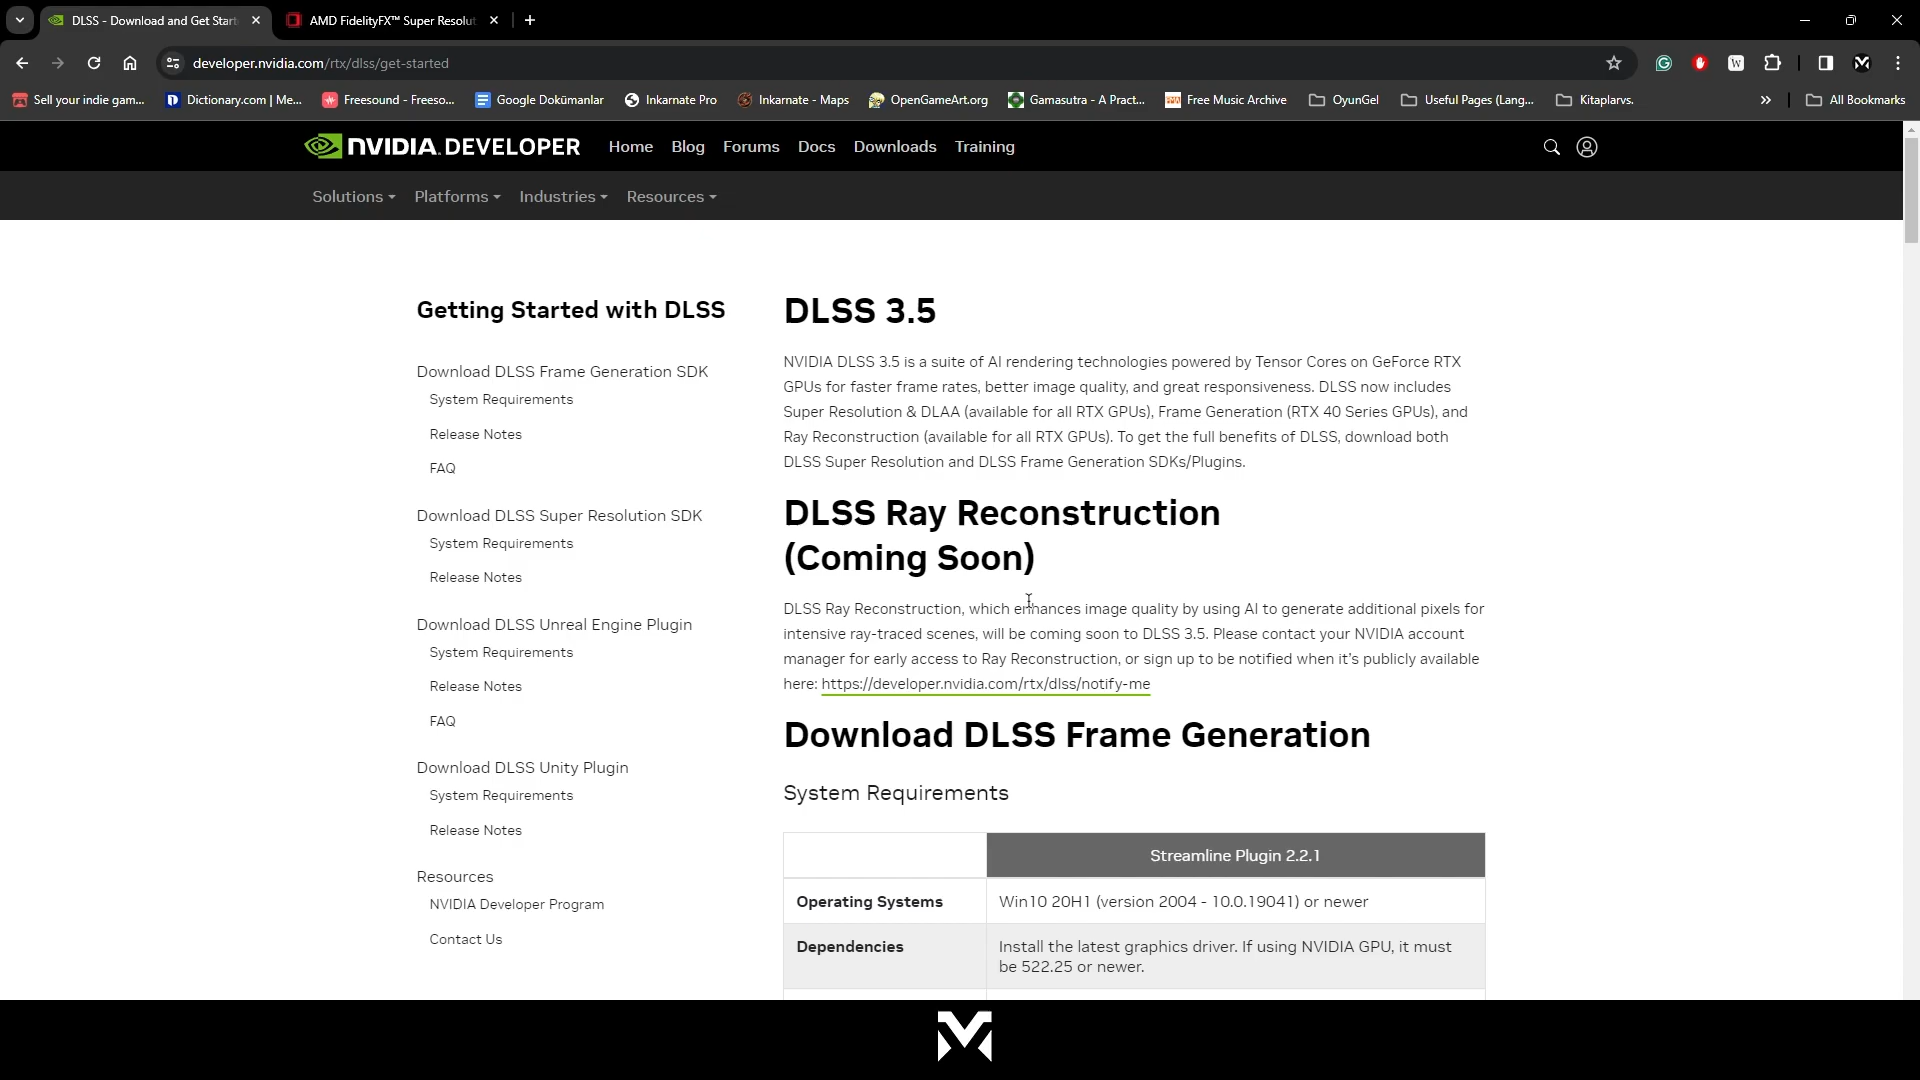 DLSS - Download and Get Start
AMD FidelityFX™ Super Resolut
developer.nvidia.com/rtx/dlss/get-started
Sell your indie gam...
Dictionary.com | Me...
Freesound - Freeso...
Google Dokümanlar
Inkarnate Pro
Inkarnate - Maps
OpenGameArt.org
Gamasutra - A Pract...
Free Music Archive
OyunGel
Useful Pages (Lang...
Kitaplarvs.
All Bookmarks
NVIDIA.DEVELOPER
Home
Blog
Forums
Docs
Downloads
Training
Solutions
Platforms
Industries
Resources
Getting Started with DLSS
Download DLSS Frame Generation SDK
System Requirements
Release Notes
FAQ
Download DLSS Super Resolution SDK
System Requirements
Release Notes
Download DLSS Unreal Engine Plugin
System Requirements
Release Notes
FAQ
Download DLSS Unity Plugin
System Requirements
Release Notes
Resources
NVIDIA Developer Program
Contact Us
DLSS 3.5
NVIDIA DLSS 3.5 is a suite of AI rendering technologies powered by Tensor Cores on GeForce RTX
GPUs for faster frame rates, better image quality, and great responsiveness. DLSS now includes
Super Resolution & DLAA (available for all RTX GPUs), Frame Generation (RTX 40 Series GPUs), and
Ray Reconstruction (available for all RTX GPUs). To get the full benefits of DLSS, download both
DLSS Super Resolution and DLSS Frame Generation SDKs/Plugins.
DLSS Ray Reconstruction
(Coming Soon)
DLSS Ray Reconstruction, which enhances image quality by using AI to generate additional pixels for
intensive ray-traced scenes, will be coming soon to DLSS 3.5. Please contact your NVIDIA account
manager for early access to Ray Reconstruction, or sign up to be notified when it's publicly available
here: https://developer.nvidia.com/rtx/dlss/notify-me
Download DLSS Frame Generation
System Requirements
Streamline Plugin 2.2.1
Operating Systems
Win10 20H1 (version 2004 - 10.0.19041) or newer
Dependencies
Install the latest graphics driver. If using NVIDIA GPU, it must
be 522.25 or newer.